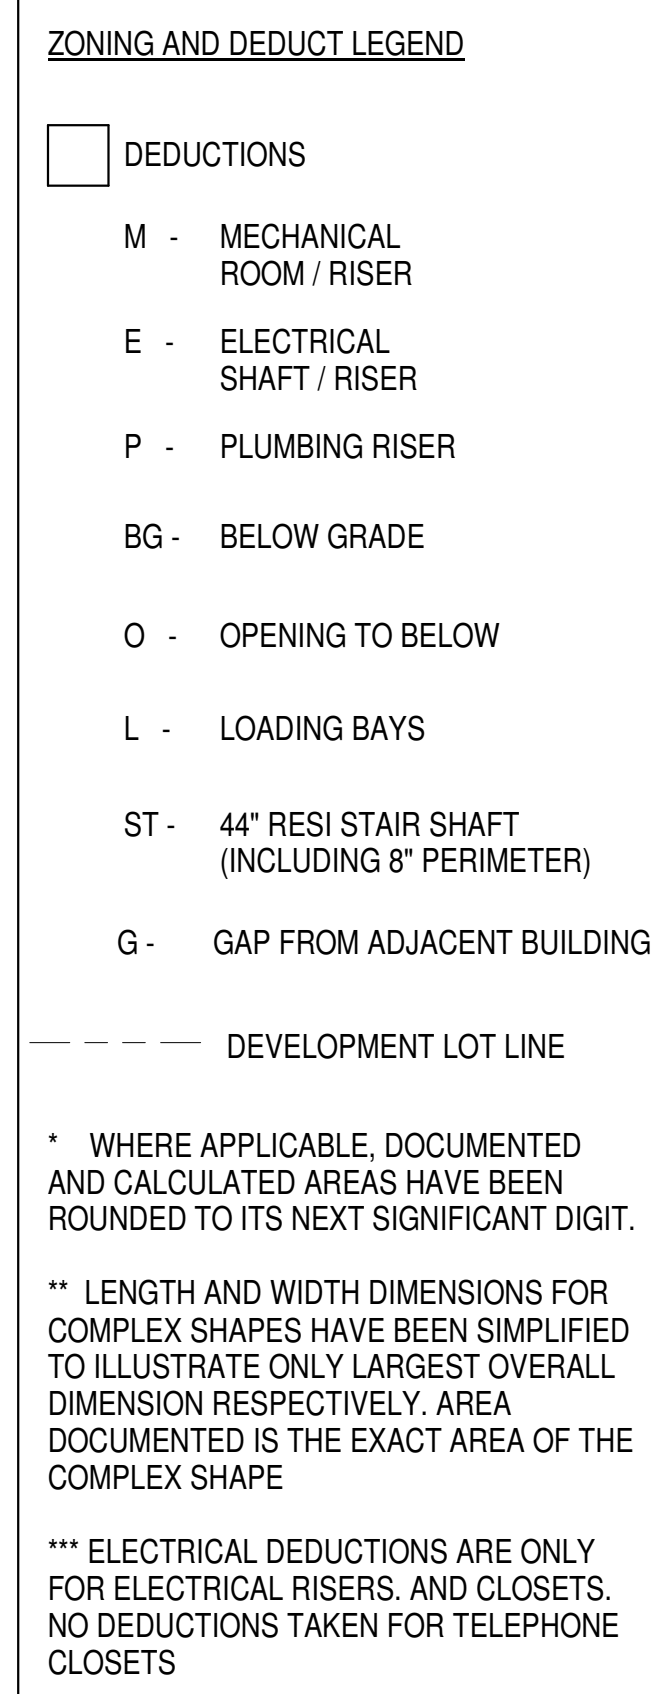 ZONING AND DEDUCT LEGEND
DEDUCTIONS
M - MECHANICAL
ROOM / RISER
E - ELECTRICAL
SHAFT / RISER
P - PLUMBING RISER
BG - BELOW GRADE
O - OPENING TO BELOW
L - LOADING BAYS
ST - 44" RESI STAIR SHAFT
(INCLUDING 8" PERIMETER)
G - GAP FROM ADJACENT BUILDING
DEVELOPMENT LOT LINE
* WHERE APPLICABLE, DOCUMENTED
AND CALCULATED AREAS HAVE BEEN
ROUNDED TO ITS NEXT SIGNIFICANT DIGIT.
** LENGTH AND WIDTH DIMENSIONS FOR
COMPLEX SHAPES HAVE BEEN SIMPLIFIED
TO ILLUSTRATE ONLY LARGEST OVERALL
DIMENSION RESPECTIVELY. AREA
DOCUMENTED IS THE EXACT AREA OF THE
COMPLEX SHAPE
*** ELECTRICAL DEDUCTIONS ARE ONLY
FOR ELECTRICAL RISERS. AND CLOSETS.
NO DEDUCTIONS TAKEN FOR TELEPHONE
CLOSETS